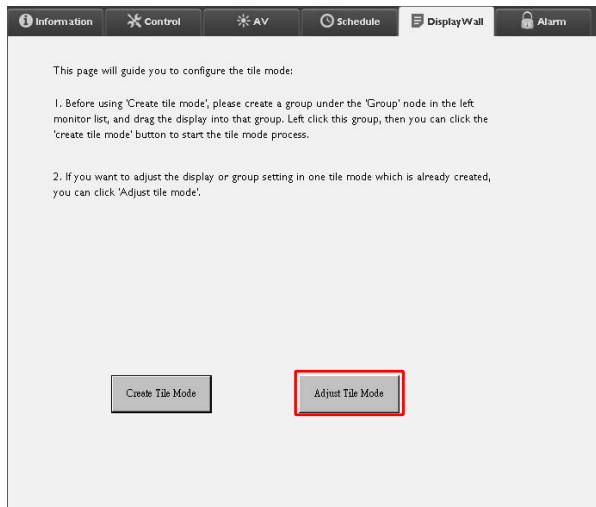 Information Control AV Schedule DisplayWall Alarm
This page will guide you to configure the tile mode:
1. Before using 'Create tile mode', please create a group under the 'Group' node in the left
monitor list, and drag the display into that group. Left click this group, then you can click the
'create tile mode' button to start the tile mode process.
2. If you want to adjust the display or group setting in one tile mode which is already created,
you can click 'Adjust tile mode'.
Create Tile Mode Adjust Tile Mode